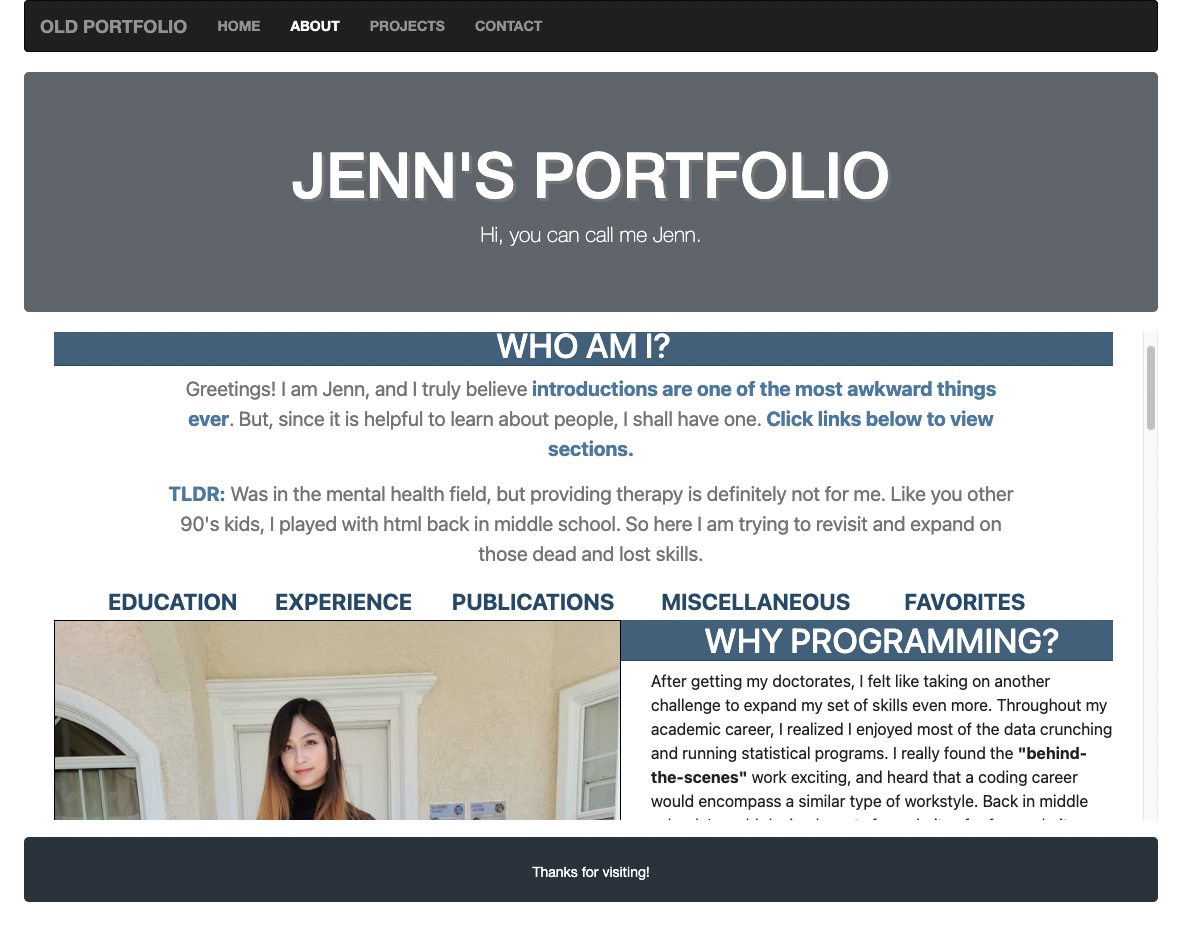 OLD PORTFOLIO HOME ABOUT PROJECTS CONTACT
JENN'S PORTFOLIO
Hi, you can call me Jenn.
WHO AM I?
Greetings! I am Jenn, and I truly believe introductions are one of the most awkward things
ever. But, since it is helpful to learn about people, I shall have one. Click links below to view
sections.
TLDR: Was in the mental health field, but providing therapy is definitely not for me. Like you other
90's kids, I played with html back in middle school. So here I am trying to revisit and expand on
those dead and lost skills.
EDUCATION EXPERIENCE PUBLICATIONS MISCELLANEOUS FAVORITES
WHY PROGRAMMING?
After getting my doctorates, I felt like taking on another
challenge to expand my set of skills even more. Throughout my
academic career, I realized I enjoyed most of the data crunching
and running statistical programs. I really found the "behind-
the-scenes" work exciting, and heard that a coding career
would encompass a similar type of workstyle. Back in middle
Thanks for visiting!